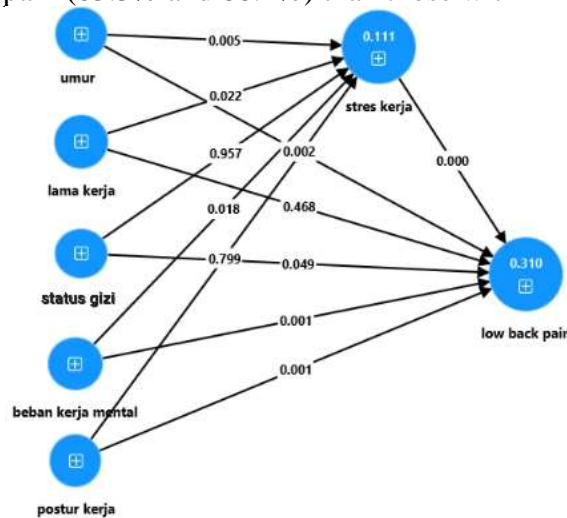 0.005
0.111
umur
stres kerja
0.022
lama kerja
0.957
0.002
0.000
0.018
0.468
status gizi
0.799
0.049
0.310
0.001
low back pain
beban kerja mental
0.001
postur kerja